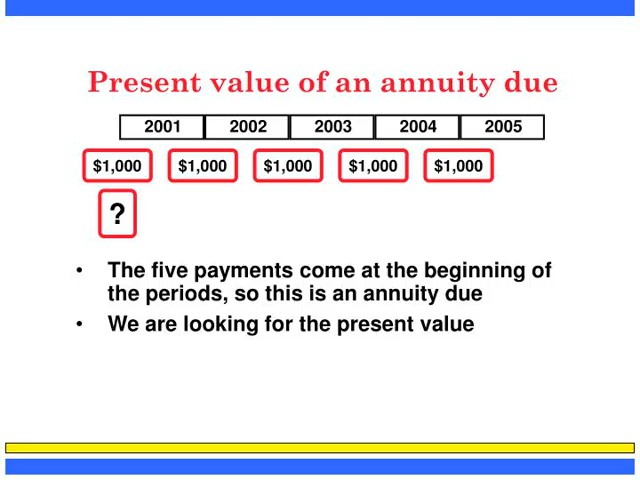 Present value of an annuity due
2001 2002 2003 2004 2005
$1,000 $1,000 $1,000 $1,000 $1,000
?
• The five payments come at the beginning of
the periods, so this is an annuity due
• We are looking for the present value